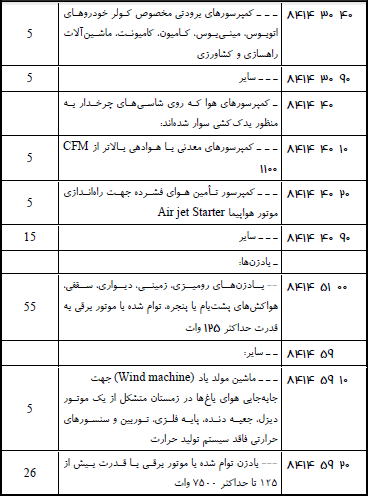 ۸۴۱۴ ۳۰ ۴۰
ـ ـ ـ کمپرسورهای برودتی مخصوص کولر خودروهای
اتوبوس، مینی‌بوس، کامیون، کامیونت، ماشین‌آلات
راهسازی و کشاورزی
5
۸۴۱۴ ۳۰ ۹۰
ـ ـ ـ سایر
5
۸۴۱۴ ۴۰
ـ کمپرسورهای هوا که روی شاسی‌های چرخدار به
منظور یدک‌کشی سوار شده‌اند:
۸۴۱۴ ۴۰ ۱۰
ـ ـ ـ کمپرسورهای معدنی با هوادهی بالاتر از CFM
۱۱۰۰
5
۸۴۱۴ ۴۰ ۲۰
ـ ـ ـ کمپرسور تأمین هوای فشرده جهت راه‌اندازی
موتور هواپیما Air jet Starter
5
۸۴۱۴ ۴۰ ۹۰
ـ ـ ـ سایر
15
ـ بادزن‌ها:
۸۴۱۴ ۵۱ ۰۰
-- بادزن‌های رومیزی، زمینی، دیواری، سقفی،
هواکش‌های پشت‌بام یا پنجره، توام شده با موتور برقی به
قدرت حداکثر ۱۲۵ وات
55
۸۴۱۴ ۵۹
ـ ـ سایر:
۸۴۱۴ ۵۹ ۱۰
ـ ـ ـ ماشین مولد باد (Wind machine) جهت
جابه‌جایی هوای باغ‌ها در زمستان متشکل از یک موتور
دیزل، جعبه دنده، پایه فلزی، توربین و سنسورهای
حرارتی فاقد سیستم تولید حرارت
5
۸۴۱۴ ۵۹ ۲۰
--- بادزن توام شده با موتور برقی با قدرت بیش از
۱۲۵ تا حداکثر ۷۵۰۰ وات
26